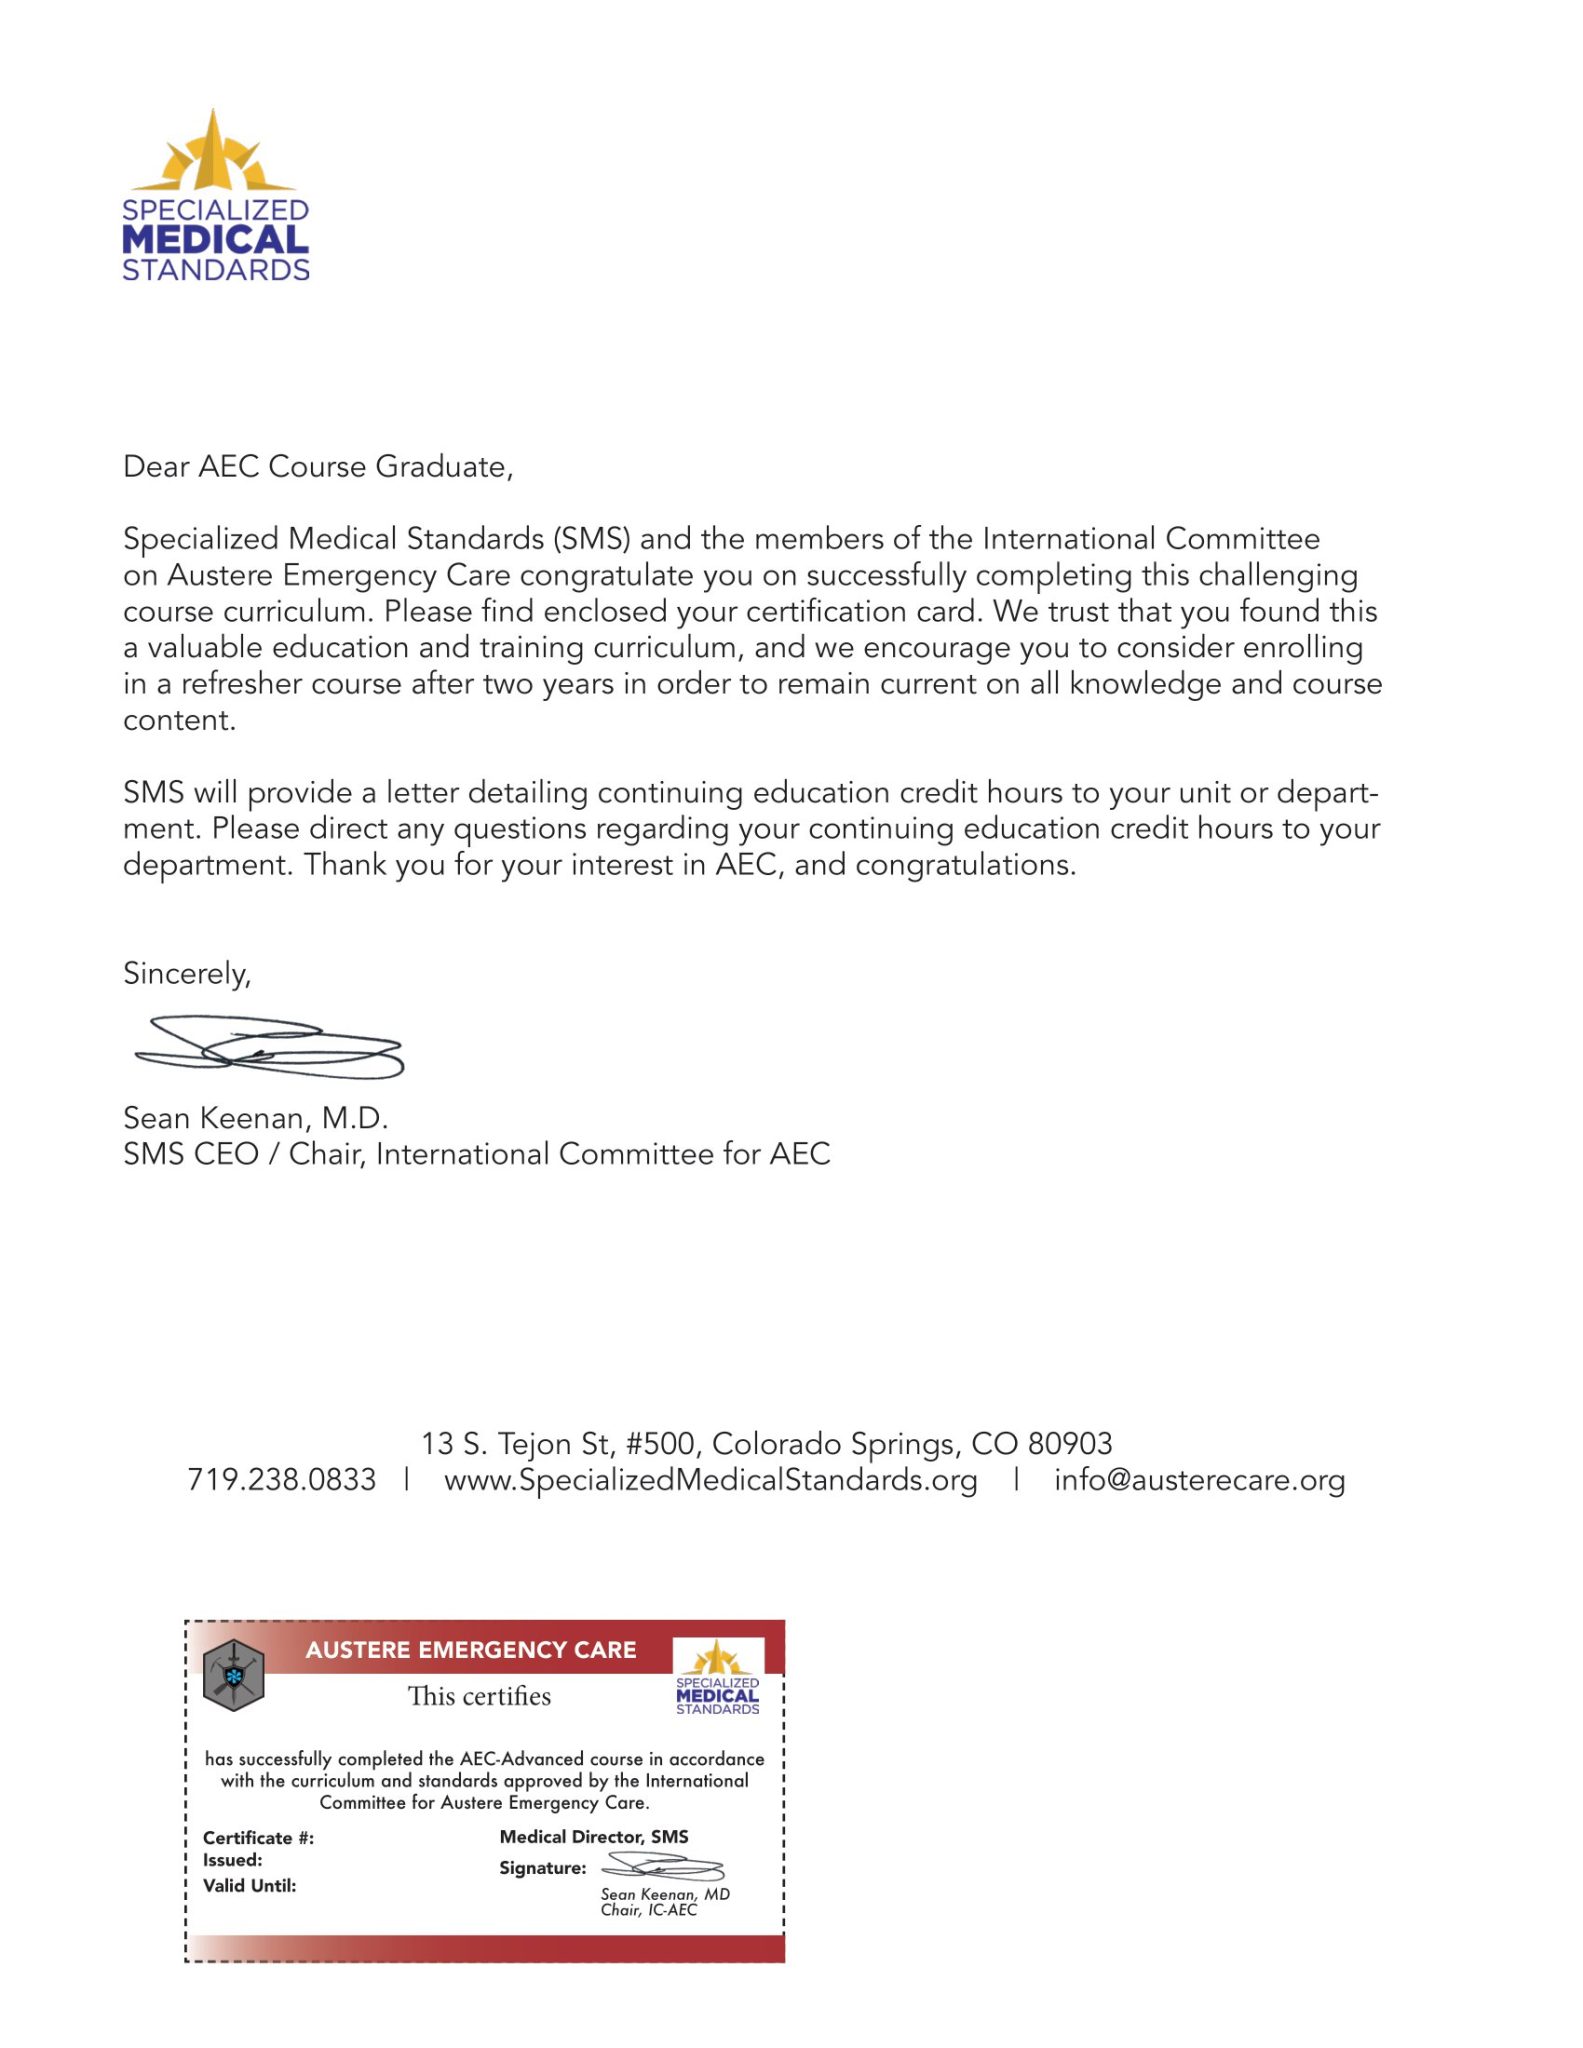 SPECIALIZED
MEDICAL
STANDARDS
Dear AEC Course Graduate,
Specialized Medical Standards (SMS) and the members of the International Committee
on Austere Emergency Care congratulate you on successfully completing this challenging
course curriculum. Please find enclosed your certification card. We trust that you found this
a valuable education and training curriculum, and we encourage you to consider enrolling
in a refresher course after two years in order to remain current on all knowledge and course
content.
SMS will provide a letter detailing continuing education credit hours to your unit or depart-
ment. Please direct any questions regarding your continuing education credit hours to your
department. Thank you for your interest in AEC, and congratulations.
Sincerely,
Sean Keenan, M.D.
SMS CEO / Chair, International Committee for AEC
13 S. Tejon St, #500, Colorado Springs, CO 80903
719.238.0833 | www.SpecializedMedicalStandards.org | info@austerecare.org
AUSTERE EMERGENCY CARE
This certifies
SPECIALIZED
MEDICAL
STANDARDS
has successfully completed the AEC-Advanced course in accordance
with the curriculum and standards approved by the International
Committee for Austere Emergency Care.
Certificate #:
Issued:
Valid Until:
Medical Director, SMS
Signature:
Sean Keenan, MD
Chair, IC-AEC